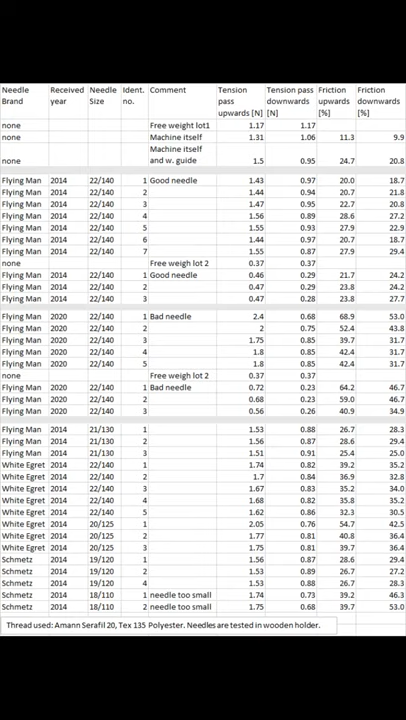 Needle Brand Received year Needle Size Ident. no. Comment Tension pass upwards [N] Tension pass downwards [N] Friction upwards [%] Friction downwards [%]
none Free weight lot1 1.17 1.17
none Machine itself 1.31 1.06 11.3 9.9
none Machine itself and w. guide 1.5 0.95 24.7 20.8
Flying Man 2014 22/140 1 Good needle 1.43 0.97 20.0 18.7
Flying Man 2014 22/140 2 1.44 0.94 20.7 21.8
Flying Man 2014 22/140 3 1.47 0.95 22.7 20.8
Flying Man 2014 22/140 4 1.56 0.89 28.6 27.2
Flying Man 2014 22/140 5 1.55 0.93 27.9 22.9
Flying Man 2014 22/140 6 1.44 0.97 20.7 18.7
Flying Man 2014 22/140 7 1.55 0.87 27.9 29.4
none Free weigh lot 2 0.37 0.37
Flying Man 2014 22/140 1 Good needle 0.46 0.29 21.7 24.2
Flying Man 2014 22/140 2 0.47 0.29 23.8 24.2
Flying Man 2014 22/140 3 0.47 0.28 23.8 27.7
Flying Man 2020 22/140 1 Bad needle 2.4 0.68 68.9 53.0
Flying Man 2020 22/140 2 2 0.75 52.4 43.8
Flying Man 2020 22/140 3 1.75 0.85 39.7 31.7
Flying Man 2020 22/140 4 1.8 0.85 42.4 31.7
Flying Man 2020 22/140 5 1.8 0.85 42.4 31.7
none Free weigh lot 2 0.37 0.37
Flying Man 2020 22/140 1 Bad needle 0.72 0.23 64.2 46.7
Flying Man 2020 22/140 2 0.68 0.23 59.0 46.7
Flying Man 2020 22/140 3 0.56 0.26 40.9 34.9
Flying Man 2014 21/130 1 1.53 0.88 26.7 28.3
Flying Man 2014 21/130 2 1.56 0.87 28.6 29.4
Flying Man 2014 21/130 3 1.51 0.91 25.4 25.0
White Egret 2014 22/140 1 1.74 0.82 39.2 35.2
White Egret 2014 22/140 2 1.7 0.84 36.9 32.8
White Egret 2014 22/140 3 1.67 0.83 35.2 34.0
White Egret 2014 22/140 4 1.68 0.82 35.8 35.2
White Egret 2014 22/140 5 1.62 0.86 32.3 30.5
White Egret 2014 20/125 1 2.05 0.76 54.7 42.5
White Egret 2014 20/125 2 1.77 0.81 40.8 36.4
White Egret 2014 20/125 3 1.75 0.81 39.7 36.4
Schmetz 2014 19/120 1 1.56 0.87 28.6 29.4
Schmetz 2014 19/120 2 1.53 0.89 26.7 27.2
Schmetz 2014 19/120 4 1.53 0.88 26.7 28.3
Schmetz 2014 18/110 1 needle too small 1.74 0.73 39.2 46.3
Schmetz 2014 18/110 2 needle too small 1.75 0.68 39.7 53.0
Thread used: Amann Serafil 20, Tex 135 Polyester. Needles are tested in wooden holder.